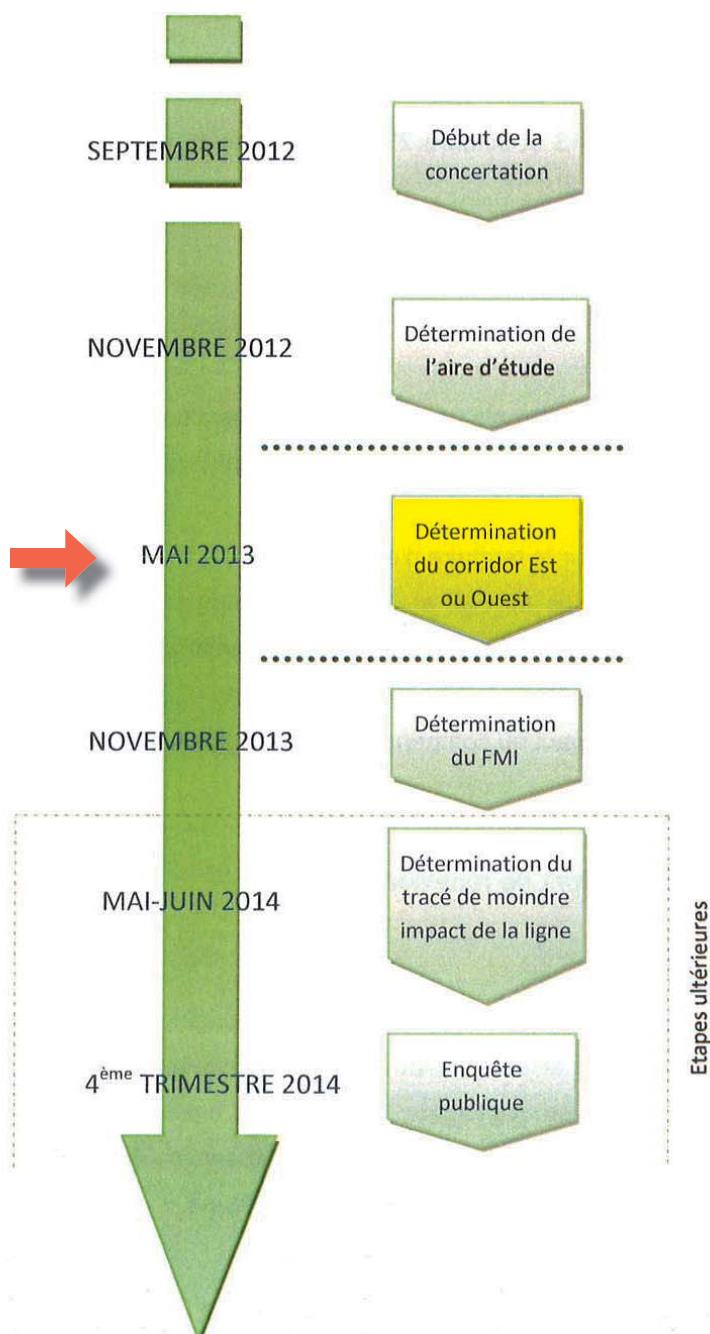 SEPTEMBRE 2012
Début de la
concertation
NOVEMBRE 2012
Détermination de
l'aire d'étude
MAI 2013
Détermination
du corridor Est
ou Ouest
NOVEMBRE 2013
Détermination
du FMI
MAI-JUIN 2014
Détermination du
tracé de moindre
impact de la ligne
4ème TRIMESTRE 2014
Enquête
publique
Etapes ultérieures